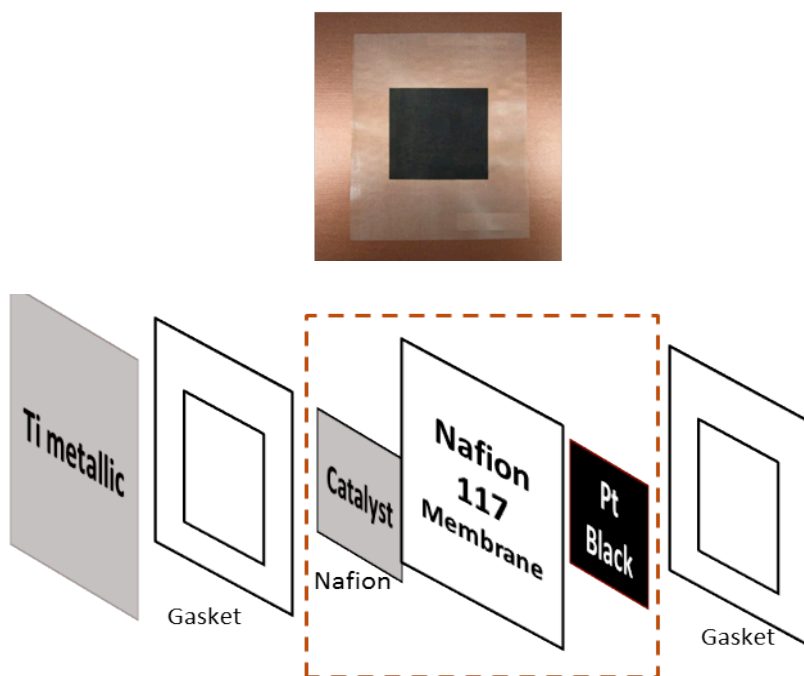 Ti metallic
Gasket
Catalyst
Nafion
Nafion
117
Membrane
Pt
Black
Gasket